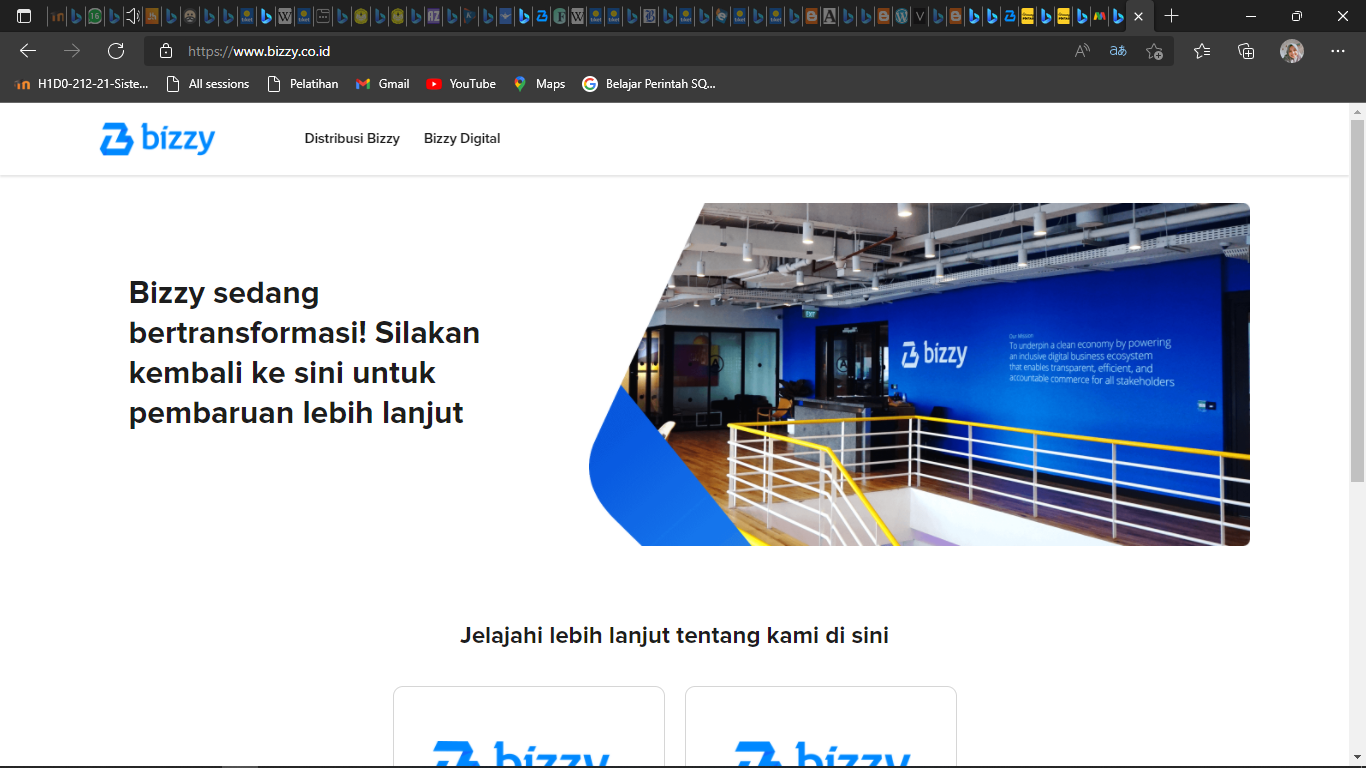 https://www.bizzy.co.id
H1D0-212-21-Siste...
All sessions
Pelatihan
Gmail
YouTube
Maps
Belajar Perintah SQ...
bizzy
Distribusi Bizzy
Bizzy Digital
Bizzy sedang
bertransformasi! Silakan
kembali ke sini untuk
pembaruan lebih lanjut
EXIT
bizzy
Our Mission
To underpin a clean economy by powering
an inclusive digital business ecosystem
that enables transparent, efficient, and
accountable commerce for all stakeholders
Jelajahi lebih lanjut tentang kami di sini
bizzy
bizzy